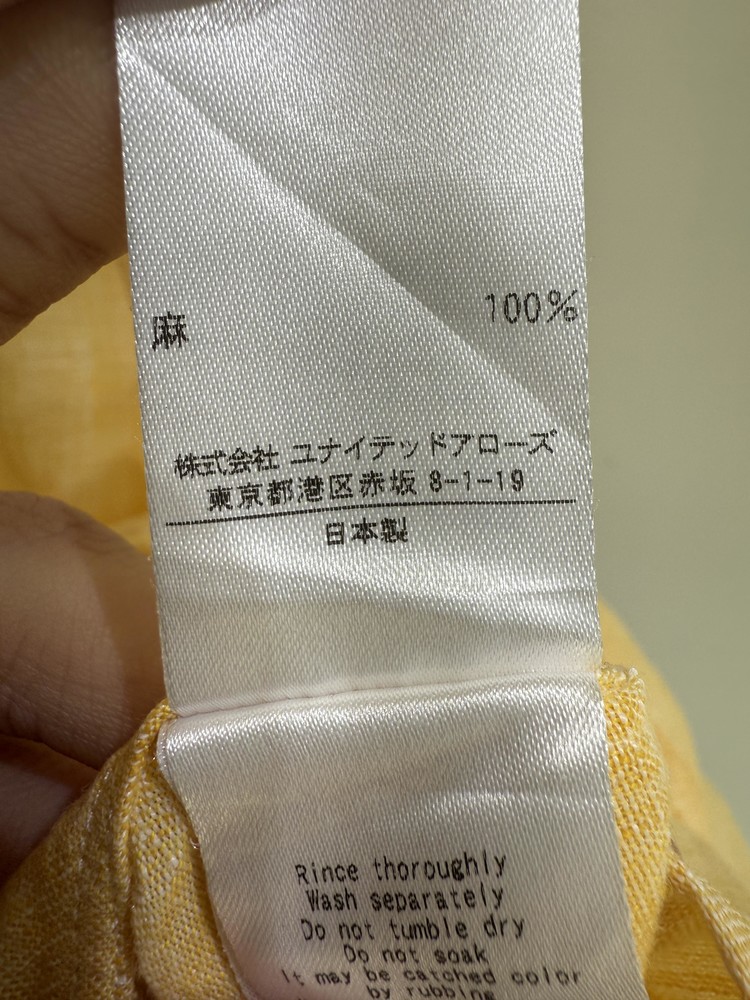 麻 100%
株式会社 ユナイテッドアローズ
東京都港区赤坂 8-1-19
日本製
Rince thoroughly
Wash separately
Do not tumble dry
Do not soak
It may be catched color
by rubbing